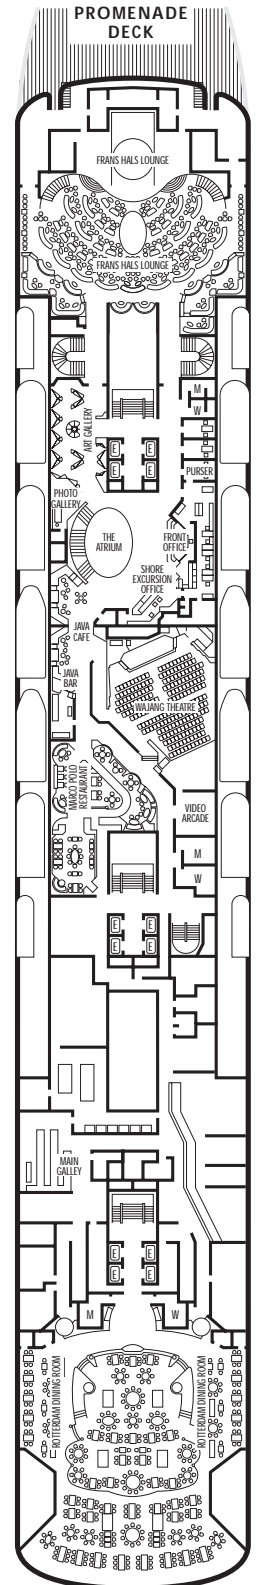 PROMENADE
DECK
FRANS HALS LOUNGE
FRANS HALS LOUNGE
M
W
ART GALLERY
E E
E E
PURSER
PHOTO
GALLERY
THE
ATRIUM
FRONT
OFFICE
SHORE
EXCURSION
OFFICE
JAVA
CAFE
JAVA
BAR
WAJANG THEATRE
MARCO POLO
RESTAURANT
VIDEO
ARCADE
M
W
E E
E E
MAIN
GALLEY
E E
E E
M W
ROTTERDAM DINING ROOM
ROTTERDAM DINING ROOM